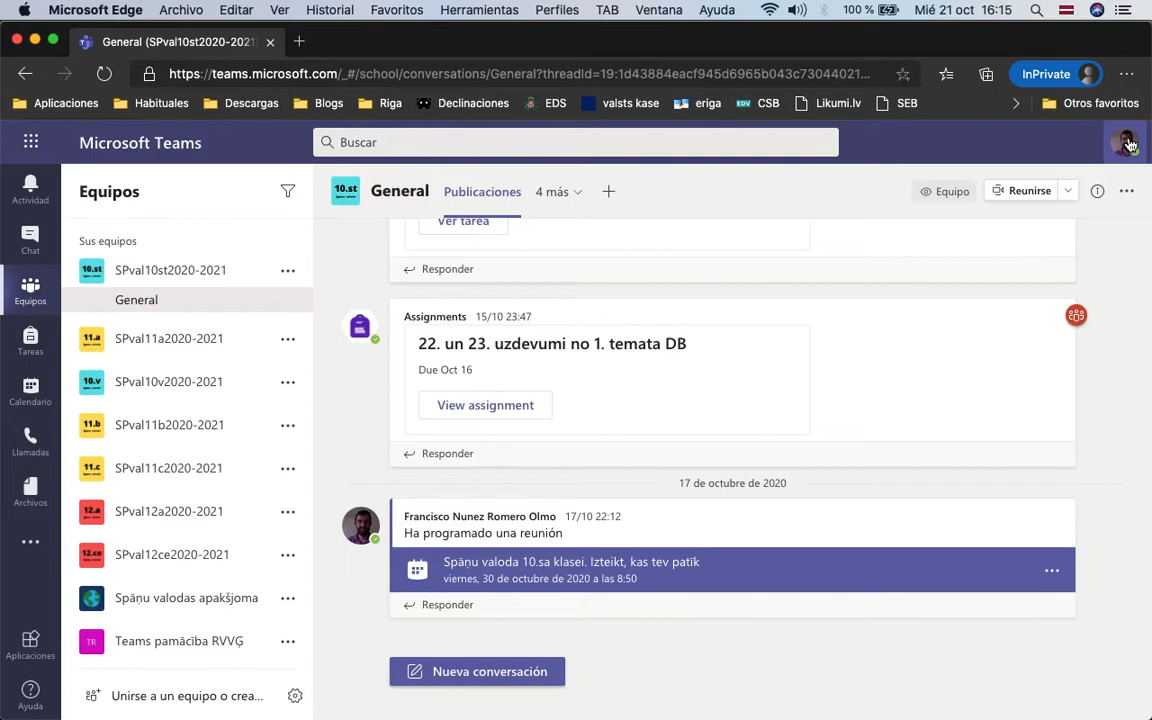 Microsoft Edge Archivo Editar Ver Historial Favoritos Herramientas Perfiles TAB Ventana Ayuda 100 % Mié 21 oct 16:15
General (SPval10st2020-2021)
https://teams.microsoft.com/_#/school/conversations/General?threadId=19:1d43884eacf945d6965b043c73044021... InPrivate
Aplicaciones Habituales Descargas Blogs Riga Declinaciones EDS valsts kase eriga CSB Likumi.lv SEB Otros favoritos
Microsoft Teams
Buscar
Actividad
Chat
Equipos
Tareas
Calendario
Llamadas
Archivos
Aplicaciones
Ayuda
Equipos
Sus equipos
10.st SPval10st2020-2021
General
11.a SPval11a2020-2021
10.v SPval10v2020-2021
11.b SPval11b2020-2021
11.c SPval11c2020-2021
12.a SPval12a2020-2021
12.ce SPval12ce2020-2021
Spāņu valodas apakšjoma
TR Teams pamācība RVVĢ
Unirse a un equipo o crea...
10.st General Publicaciones 4 más Equipo Reunirse
Ver tarea
Responder
Assignments 15/10 23:47
22. un 23. uzdevumi no 1. temata DB
Due Oct 16
View assignment
Responder
17 de octubre de 2020
Francisco Nunez Romero Olmo 17/10 22:12
Ha programado una reunión
Spāņu valoda 10.sa klasei. Izteikt, kas tev patīk
viernes, 30 de octubre de 2020 a las 8:50
Responder
Nueva conversación